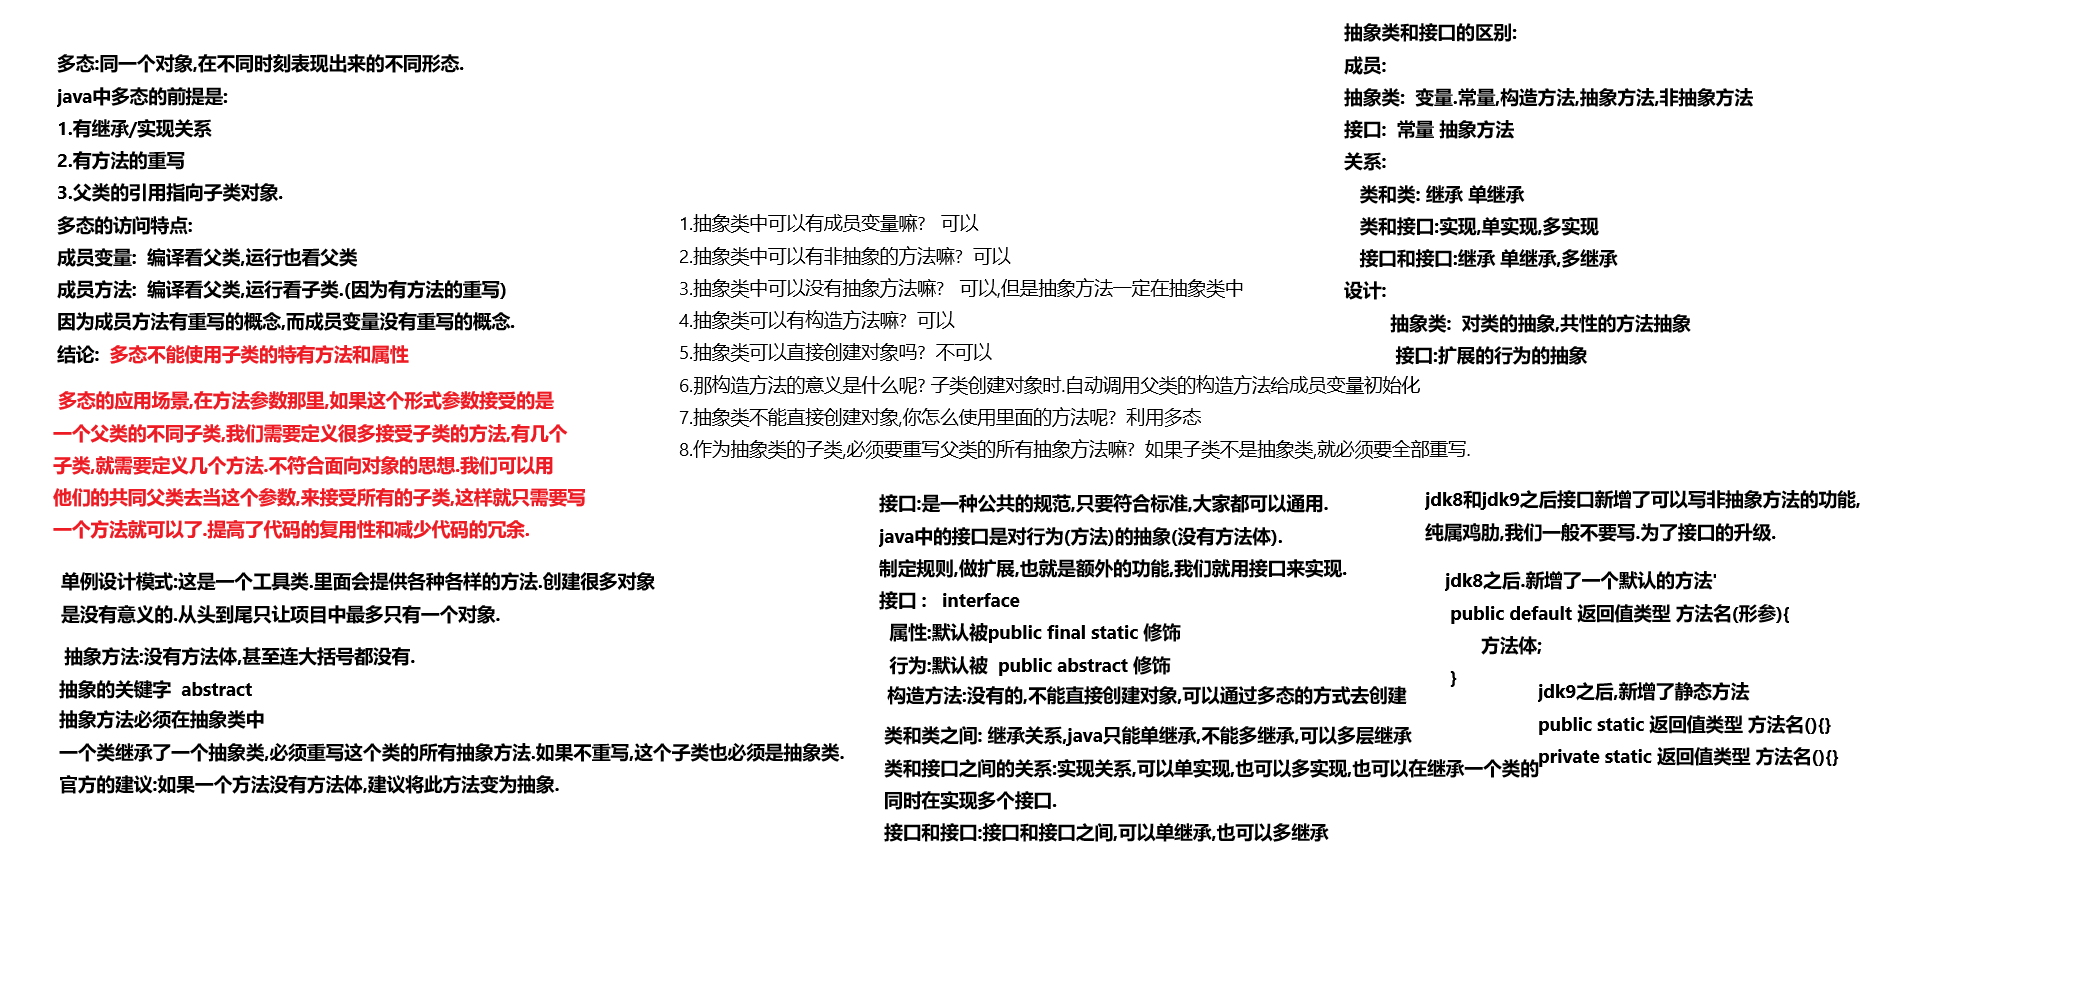 多态:同一个对象,在不同时刻表现出来的不同形态.
java中多态的前提是:
1.有继承/实现关系
2.有方法的重写
3.父类的引用指向子类对象.
多态的访问特点:
成员变量:  编译看父类,运行也看父类
成员方法:  编译看父类,运行看子类.(因为有方法的重写)
因为成员方法有重写的概念,而成员变量没有重写的概念.
结论:  多态不能使用子类的特有方法和属性
多态的应用场景,在方法参数那里,如果这个形式参数接受的是
一个父类的不同子类,我们需要定义很多接受子类的方法,有几个
子类,就需要定义几个方法.不符合面向对象的思想.我们可以用
他们的共同父类去当这个参数,来接受所有的子类,这样就只需要写
一个方法就可以了.提高了代码的复用性和减少代码的冗余.
单例设计模式:这是一个工具类.里面会提供各种各样的方法.创建很多对象
是没有意义的.从头到尾只让项目中最多只有一个对象.
抽象方法:没有方法体,甚至连大括号都没有.
抽象的关键字  abstract
抽象方法必须在抽象类中
一个类继承了一个抽象类,必须重写这个类的所有抽象方法.如果不重写,这个子类也必须是抽象类.
官方的建议:如果一个方法没有方法体,建议将此方法变为抽象.
1.抽象类中可以有成员变量嘛?   可以
2.抽象类中可以有非抽象的方法嘛?  可以
3.抽象类中可以没有抽象方法嘛?   可以,但是抽象方法一定在抽象类中
4.抽象类可以有构造方法嘛?  可以
5.抽象类可以直接创建对象吗?  不可以
6.那构造方法的意义是什么呢? 子类创建对象时.自动调用父类的构造方法给成员变量初始化
7.抽象类不能直接创建对象,你怎么使用里面的方法呢?  利用多态
8.作为抽象类的子类,必须要重写父类的所有抽象方法嘛?  如果子类不是抽象类,就必须要全部重写.
接口:是一种公共的规范,只要符合标准,大家都可以通用.
java中的接口是对行为(方法)的抽象(没有方法体).
制定规则,做扩展,也就是额外的功能,我们就用接口来实现.
接口 :   interface
属性:默认被public final static 修饰
行为:默认被  public abstract 修饰
构造方法:没有的,不能直接创建对象,可以通过多态的方式去创建
类和类之间: 继承关系,java只能单继承,不能多继承,可以多层继承
类和接口之间的关系:实现关系,可以单实现,也可以多实现,也可以在继承一个类的
同时在实现多个接口.
接口和接口:接口和接口之间,可以单继承,也可以多继承
抽象类和接口的区别:
成员:
抽象类:  变量.常量,构造方法,抽象方法,非抽象方法
接口:  常量 抽象方法
关系:
类和类: 继承 单继承
类和接口:实现,单实现,多实现
接口和接口:继承 单继承,多继承
设计:
抽象类:  对类的抽象,共性的方法抽象
接口:扩展的行为的抽象
jdk8和jdk9之后接口新增了可以写非抽象方法的功能,
纯属鸡肋,我们一般不要写.为了接口的升级.
jdk8之后.新增了一个默认的方法'
public default 返回值类型 方法名(形参){
方法体;
}
jdk9之后,新增了静态方法
public static 返回值类型 方法名(){}
private static 返回值类型 方法名(){}